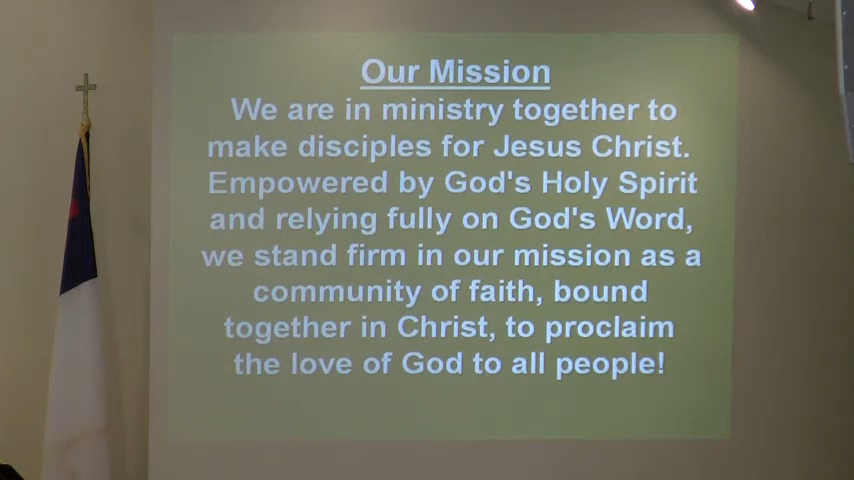 Our Mission
We are in ministry together to
make disciples for Jesus Christ.
Empowered by God's Holy Spirit
and relying fully on God's Word,
we stand firm in our mission as a
community of faith, bound
together in Christ, to proclaim
the love of God to all people!